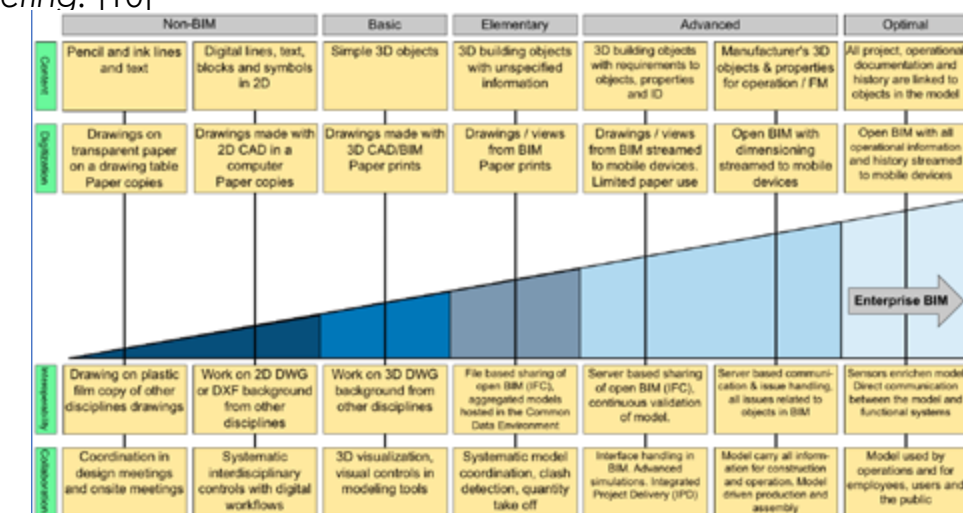 ering. [10]
Non-BIM
Basic
Elementary
Advanced
Optimal
Content
Pencil and ink lines
and text
Digital lines, text,
blocks and symbols
in 2D
Simple 3D objects
3D building objects
with unspecified
information
3D building objects
with requirements to
objects, properties
and ID
Manufacturer's 3D
objects & properties
for operation / FM
All project, operational
documentation and
history are linked to
objects in the model
Digitization
Drawings on
transparent paper
on a drawing table
Paper copies
Drawings made with
2D CAD in a
computer
Paper copies
Drawings made with
3D CAD/BIM
Paper prints
Drawings / views
from BIM
Paper prints
Drawings / views
from BIM streamed
to mobile devices.
Limited paper use
Open BIM with
dimensioning
streamed to mobile
devices
Open BIM with all
operational information
and history streamed
to mobile devices
Enterprise BIM
Interoperability
Drawing on plastic
film copy of other
disciplines drawings
Work on 2D DWG
or DXF background
from other
disciplines
Work on 3D DWG
background from
other disciplines
File based sharing of
open BIM (IFC),
aggregated models
hosted in the Common
Data Environment
Server based sharing
of open BIM (IFC),
continuous validation
of model.
Server based communi-
cation & issue handling,
all issues related to
objects in BIM
Sensors enrich model
Direct communication
between the model and
functional systems
Collaboration
Coordination in
design meetings
and onsite meetings
Systematic
interdisciplinary
controls with digital
workflows
3D visualization,
visual controls in
modeling tools
Systematic model
coordination, clash
detection, quantity
take off
Interface handling in
BIM. Advanced
simulations. Integrated
Project Delivery (IPD)
Model carry all inform-
ation for construction
and operation. Model
driven production and
assembly
Model used by
operations and for
employees, users and
the public